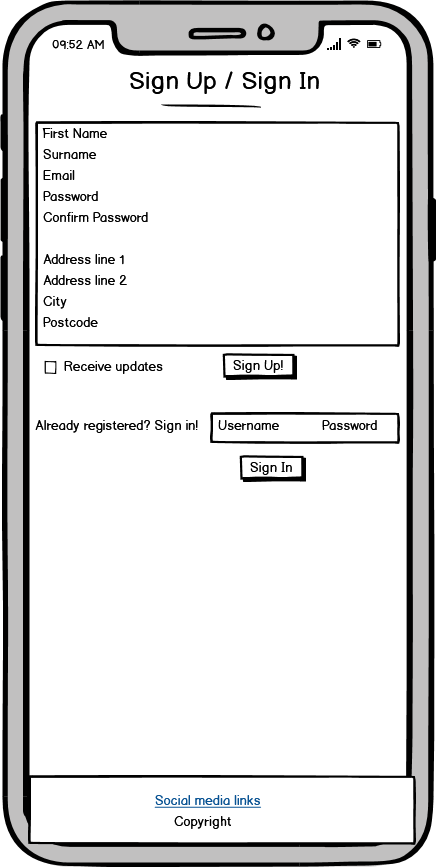 09:52 AM
Sign Up / Sign In
First Name
Surname
Email
Password
Confirm Password
Address line 1
Address line 2
City
Postcode
Receive updates
Sign Up!
Already registered? Sign in!
Username
Password
Sign In
Social media links
Copyright